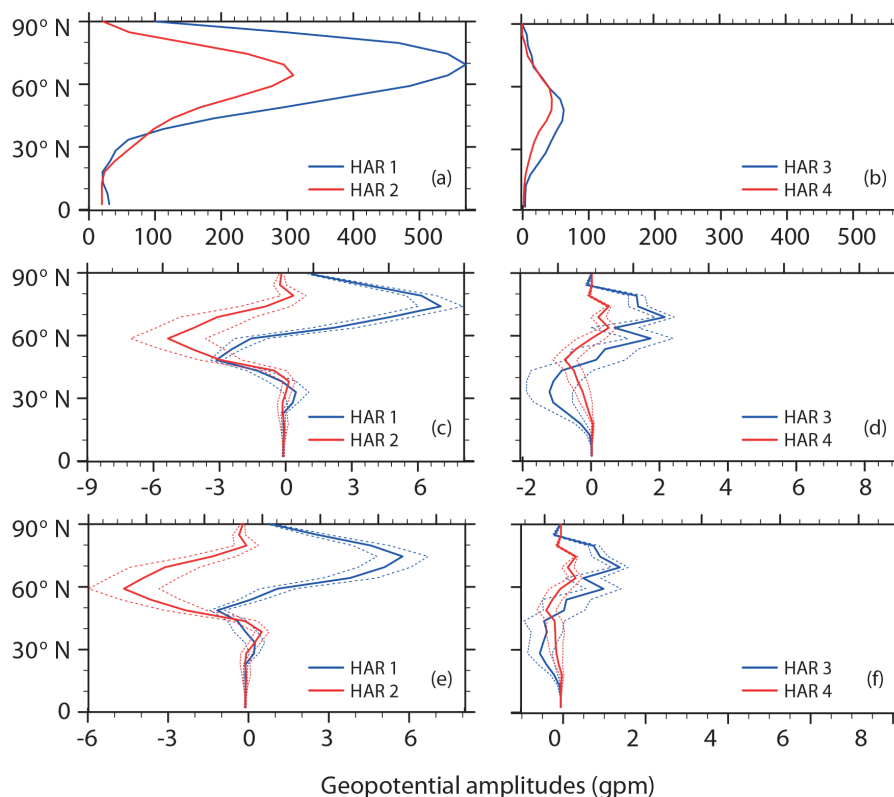 90° N
60° N
30° N
0
HAR 1
HAR 2
(a)
0 100 200 300 400 500
HAR 3
HAR 4
(b)
0 100 200 300 400 500
90° N
60° N
30° N
0
HAR 1
HAR 2
(c)
-9 -6 -3 0 3 6
HAR 3
HAR 4
(d)
-2 0 2 4 6 8
90° N
60° N
30° N
0
HAR 1
HAR 2
(e)
-6 -3 0 3 6
HAR 3
HAR 4
(f)
0 2 4 6 8
Geopotential amplitudes (gpm)